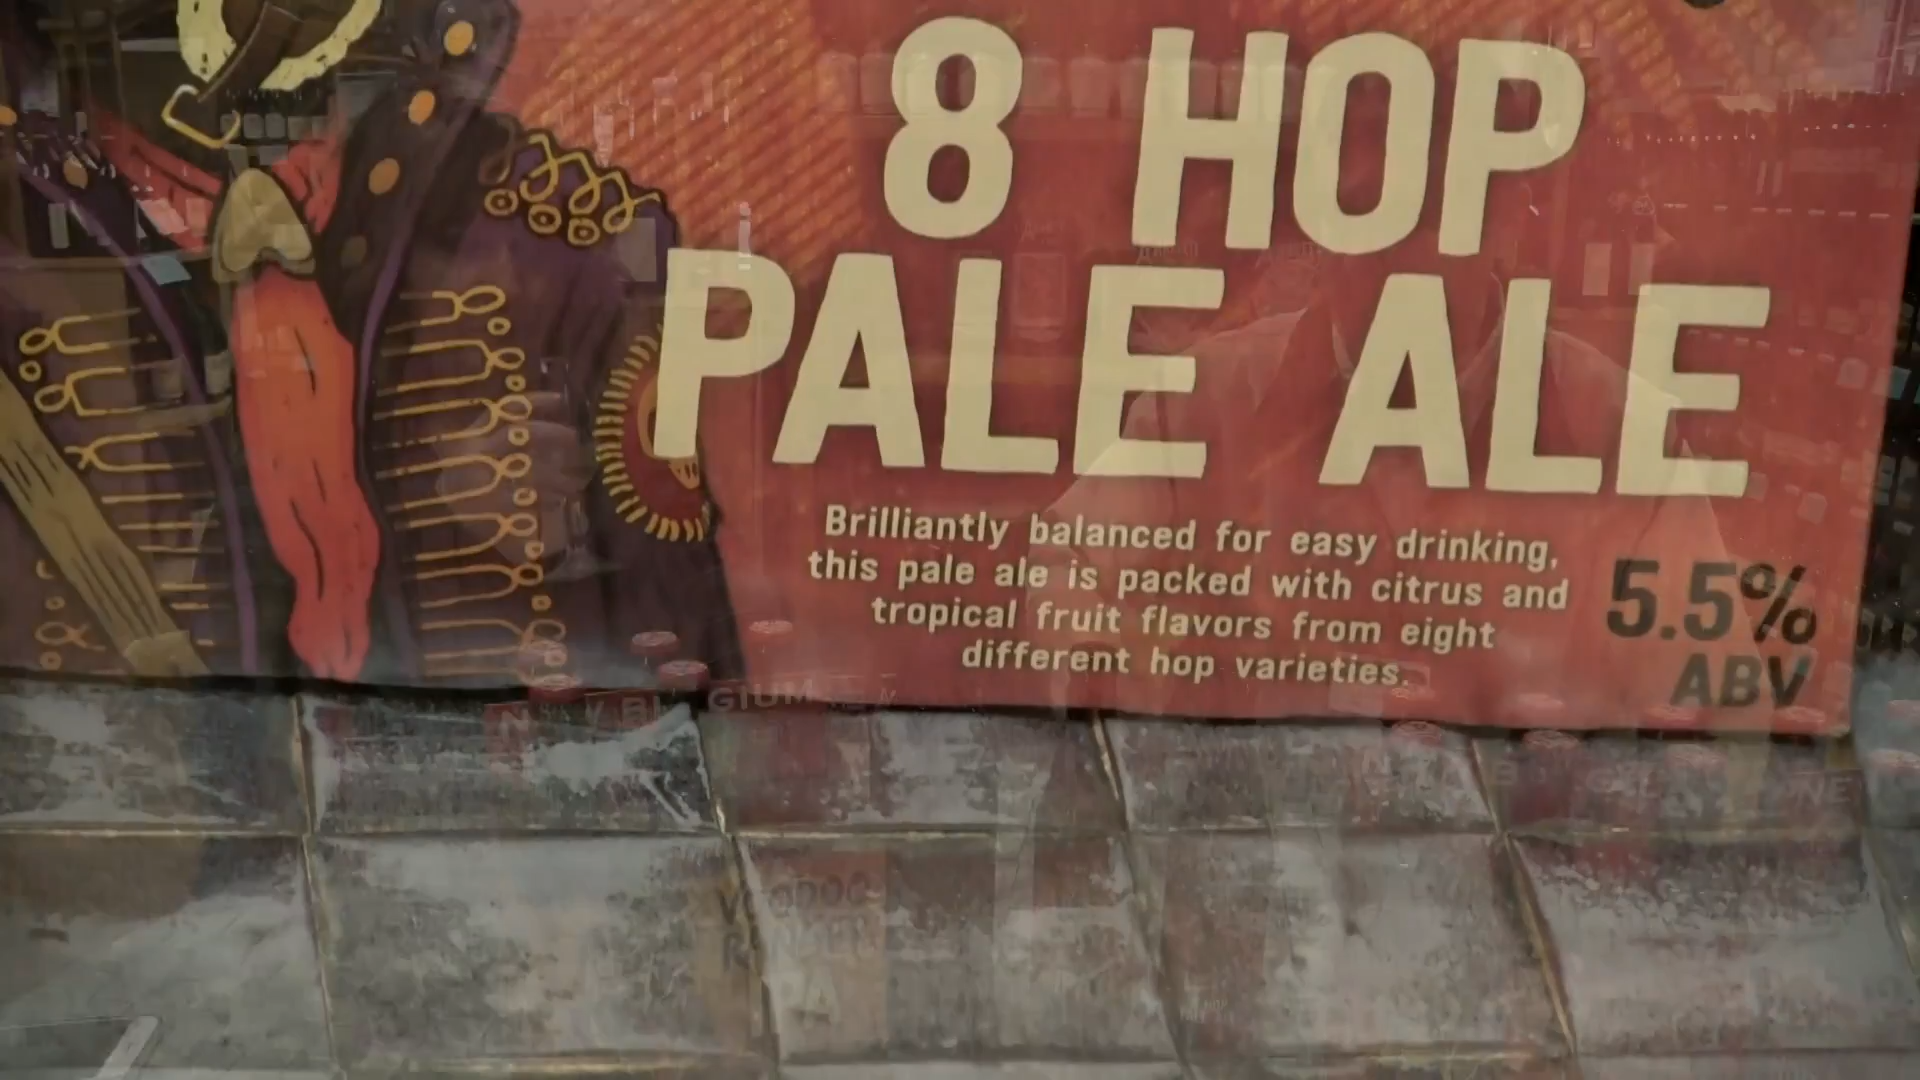 8 HOP
PALE ALE
Brilliantly balanced for easy drinking,
this pale ale is packed with citrus and
tropical fruit flavors from eight
different hop varieties.
5.5%
ABV